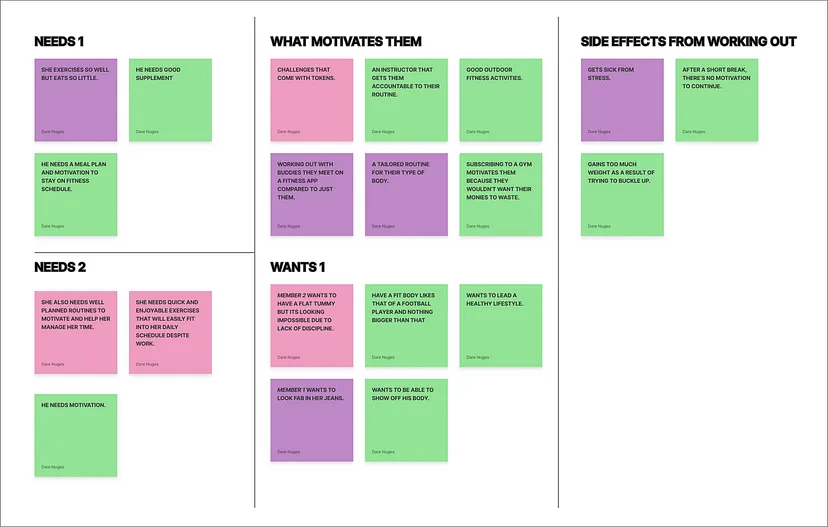 NEEDS 1
SHE EXERCISES SO WELL
BUT EATS SO LITTLE.
Dare Nuges
HE NEEDS GOOD
SUPPLEMENT
Dare Nuges
HE NEEDS A MEAL PLAN
AND MOTIVATION TO
STAY ON FITNESS
SCHEDULE.
Dare Nuges
NEEDS 2
SHE ALSO NEEDS WELL
PLANNED ROUTINES TO
MOTIVATE AND HELP HER
MANAGE HER TIME.
Dare Nuges
SHE NEEDS QUICK AND
ENJOYABLE EXERCISES
THAT WILL EASILY FIT
INTO HER DAILY
SCHEDULE DESPITE
WORK.
Dare Nuges
HE NEEDS MOTIVATION.
Dare Nuges
WHAT MOTIVATES THEM
CHALLENGES THAT
COME WITH TOKENS.
Dare Nuges
AN INSTRUCTOR THAT
GETS THEM
ACCOUNTABLE TO THEIR
ROUTINE.
Dare Nuges
GOOD OUTDOOR
FITNESS ACTIVITIES.
Dare Nuges
WORKING OUT WITH
BUDDIES THEY MEET ON
A FITNESS APP
COMPARED TO JUST
THEM.
Dare Nuges
A TAILORED ROUTINE
FOR THEIR TYPE OF
BODY.
Dare Nuges
SUBSCRIBING TO A GYM
MOTIVATES THEM
BECAUSE THEY
WOULDN'T WANT THEIR
MONIES TO WASTE.
Dare Nuges
WANTS 1
MEMBER 2 WANTS TO
HAVE A FLAT TUMMY
BUT ITS LOOKING
IMPOSSIBLE DUE TO
LACK OF DISCIPLINE.
Dare Nuges
HAVE A FIT BODY LIKES
THAT OF A FOOTBALL
PLAYER AND NOTHING
BIGGER THAN THAT
Dare Nuges
WANTS TO LEAD A
HEALTHY LIFESTYLE.
Dare Nuges
MEMBER 1 WANTS TO
LOOK FAB IN HER JEANS.
Dare Nuges
WANTS TO BE ABLE TO
SHOW OFF HIS BODY.
Dare Nuges
SIDE EFFECTS FROM WORKING OUT
GETS SICK FROM
STRESS.
Dare Nuges
AFTER A SHORT BREAK,
THERE'S NO MOTIVATION
TO CONTINUE.
Dare Nuges
GAINS TOO MUCH
WEIGHT AS A RESULT OF
TRYING TO BUCKLE UP.
Dare Nuges